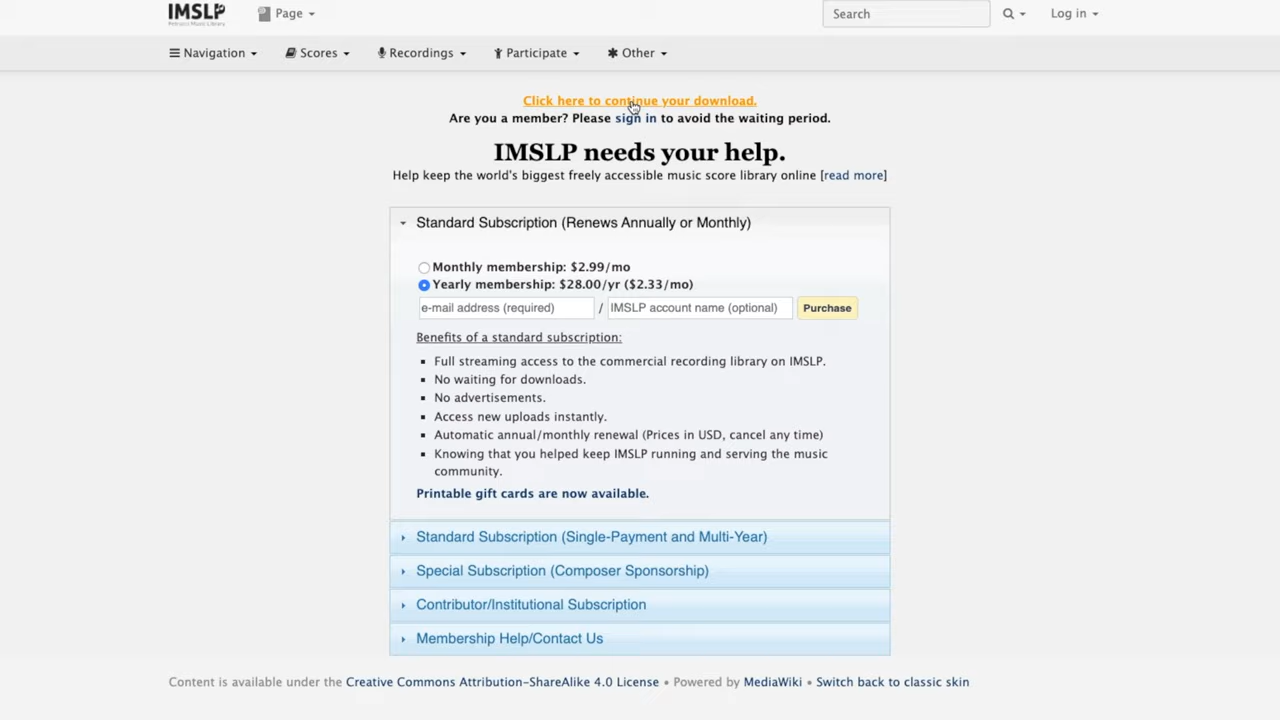 IMSLP
Petrucci Music Library
Page
Search
Log in
Navigation
Scores
Recordings
Participate
Other
Click here to continue your download.
Are you a member? Please sign in to avoid the waiting period.
IMSLP needs your help.
Help keep the world's biggest freely accessible music score library online [read more]
Standard Subscription (Renews Annually or Monthly)
Monthly membership: $2.99/mo
Yearly membership: $28.00/yr ($2.33/mo)
e-mail address (required) / IMSLP account name (optional) Purchase
Benefits of a standard subscription:
Full streaming access to the commercial recording library on IMSLP.
No waiting for downloads.
No advertisements.
Access new uploads instantly.
Automatic annual/monthly renewal (Prices in USD, cancel any time)
Knowing that you helped keep IMSLP running and serving the music
community.
Printable gift cards are now available.
Standard Subscription (Single-Payment and Multi-Year)
Special Subscription (Composer Sponsorship)
Contributor/Institutional Subscription
Membership Help/Contact Us
Content is available under the Creative Commons Attribution-ShareAlike 4.0 License • Powered by MediaWiki • Switch back to classic skin